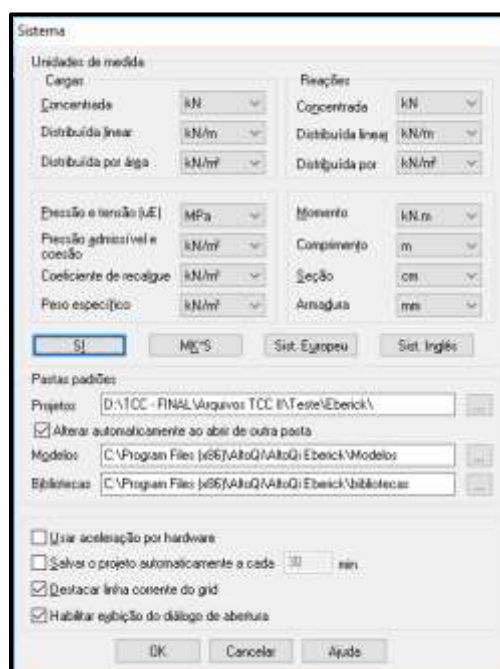 Sistema
Unidades de medida
Cargas
Concentrada kN
Distribuída linear kN/m
Distribuída por área kN/m²
Reações
Concentrada kN
Distribuída linear kN/m
Distribuída por kN/m²
Pressão e tensão (uE) MPa
Pressão admissível e coesão kN/m²
Coeficiente de recalque kN/m³
Peso específico kN/m³
Momento kN.m
Comprimento m
Seção cm
Armadura mm
SI MK*S Sist. Europeu Sist. Inglês
Pastas padrões
Projetos D:\TCC - FINAL\Arquivos TCC II\Teste\Eberick\ ...
Alterar automaticamente ao abrir de outra pasta
Modelos C:\Program Files (x86)\AltoQi\AltoQi Eberick\Modelos ...
Bibliotecas C:\Program Files (x86)\AltoQi\AltoQi Eberick\bibliotecas ...
Usar aceleração por hardware
Salvar o projeto automaticamente a cada 30 min
Destacar linha corrente do grid
Habilitar exibição do diálogo de abertura
OK Cancelar Ajuda